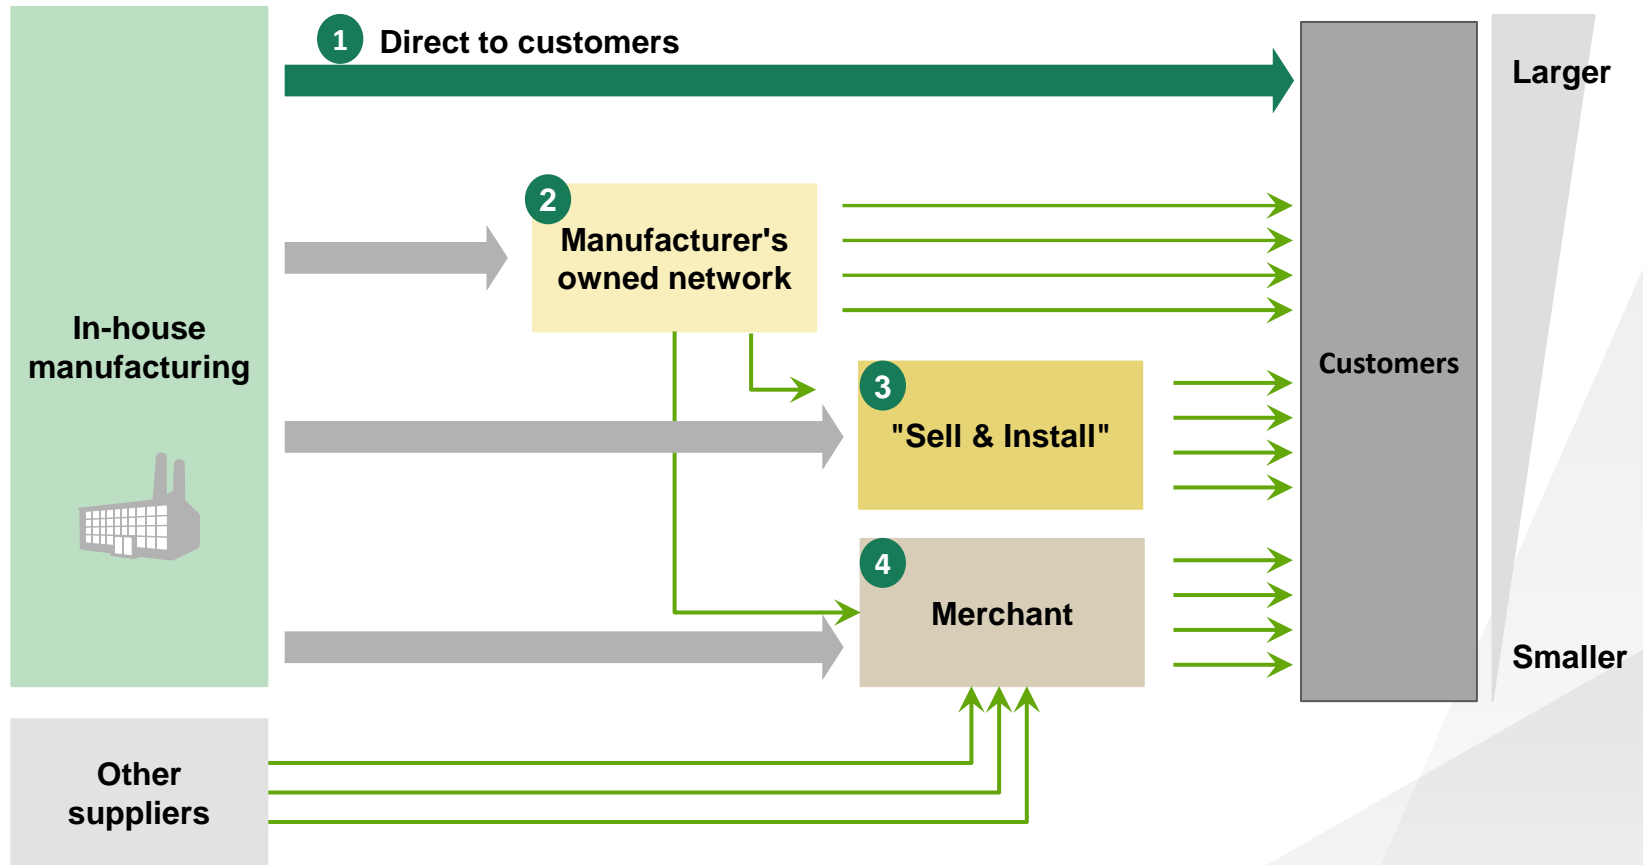 1 Direct to customers
Larger
2
Manufacturer's
owned network
In-house
manufacturing
Customers
3
"Sell & Install"
4
Merchant
Smaller
Other
suppliers